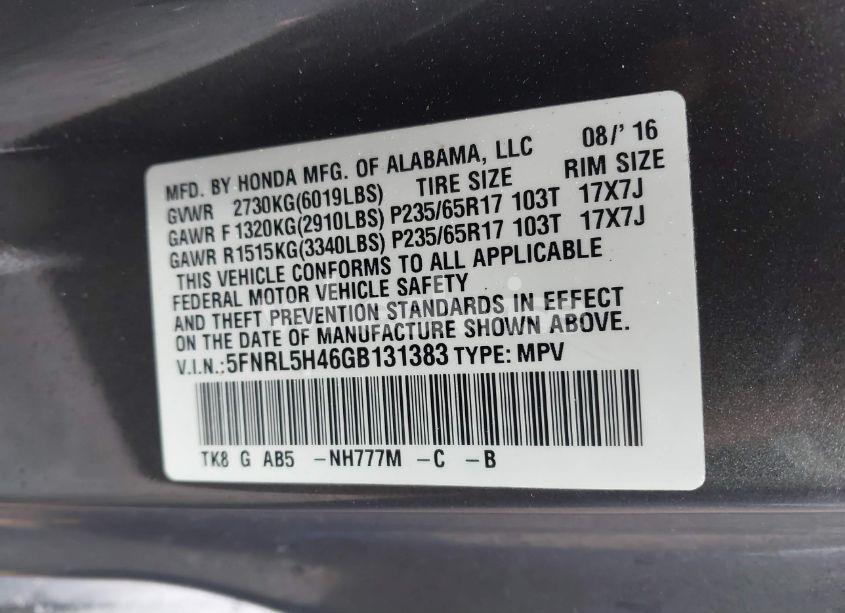 MFD. BY HONDA MFG. OF ALABAMA, LLC 08/' 16
GVWR 2730KG(6019LBS) TIRE SIZE RIM SIZE
GAWR F 1320KG(2910LBS) P235/65R17 103T 17X7J
GAWR R1515KG(3340LBS) P235/65R17 103T 17X7J
THIS VEHICLE CONFORMS TO ALL APPLICABLE
FEDERAL MOTOR VEHICLE SAFETY
AND THEFT PREVENTION STANDARDS IN EFFECT
ON THE DATE OF MANUFACTURE SHOWN ABOVE.
V.I.N.:5FNRL5H46GB131383 TYPE: MPV
TK8 G AB5 -NH777M -C -B